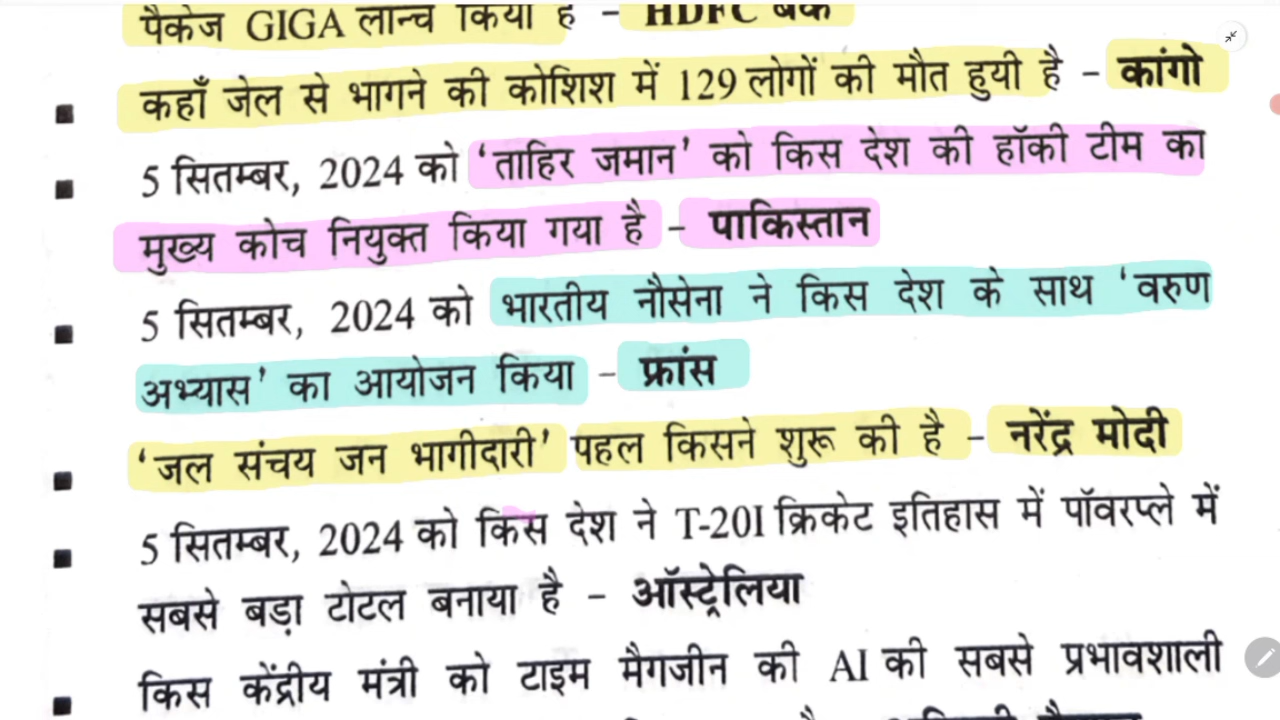 पैकेज GIGA लान्च किया है - HDFC बैंक
कहाँ जेल से भागने की कोशिश में 129 लोगों की मौत हुयी है - कांगो
5 सितम्बर, 2024 को 'ताहिर जमान' को किस देश की हॉकी टीम का
मुख्य कोच नियुक्त किया गया है - पाकिस्तान
5 सितम्बर, 2024 को भारतीय नौसेना ने किस देश के साथ 'वरुण
अभ्यास' का आयोजन किया - फ्रांस
'जल संचय जन भागीदारी' पहल किसने शुरू की है - नरेंद्र मोदी
5 सितम्बर, 2024 को किस देश ने T-20I क्रिकेट इतिहास में पॉवरप्ले में
सबसे बड़ा टोटल बनाया है - ऑस्ट्रेलिया
किस केंद्रीय मंत्री को टाइम मैगजीन की AI की सबसे प्रभावशाली